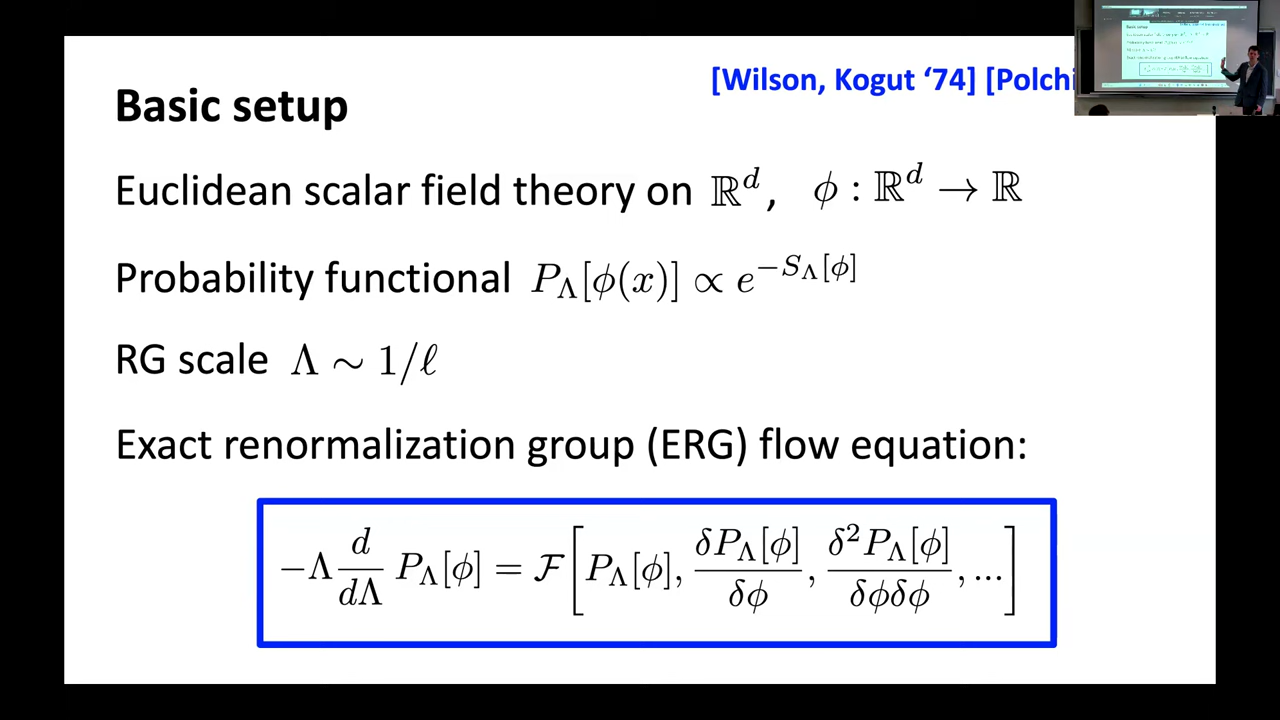 [Wilson, Kogut ‘74] [Polchi
Basic setup
Euclidean scalar field theory on ℝ^d, ϕ : ℝ^d → ℝ
Probability functional P_Λ[ϕ(x)] ∝ e^{−S_Λ[ϕ]}
RG scale Λ ∼ 1/ℓ
Exact renormalization group (ERG) flow equation:
−Λ d/dΛ P_Λ[ϕ] = ℱ[P_Λ[ϕ], δP_Λ[ϕ]/δϕ, δ²P_Λ[ϕ]/δϕδϕ, ...]